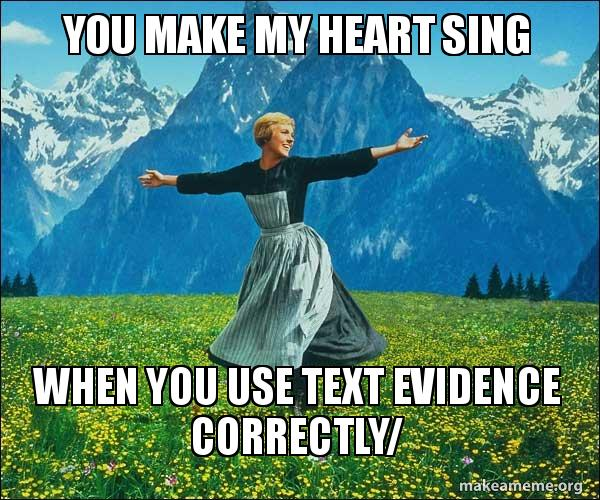 YOU MAKE MY HEART SING
WHEN YOU USE TEXT EVIDENCE
CORRECTLY/
makeameme.org